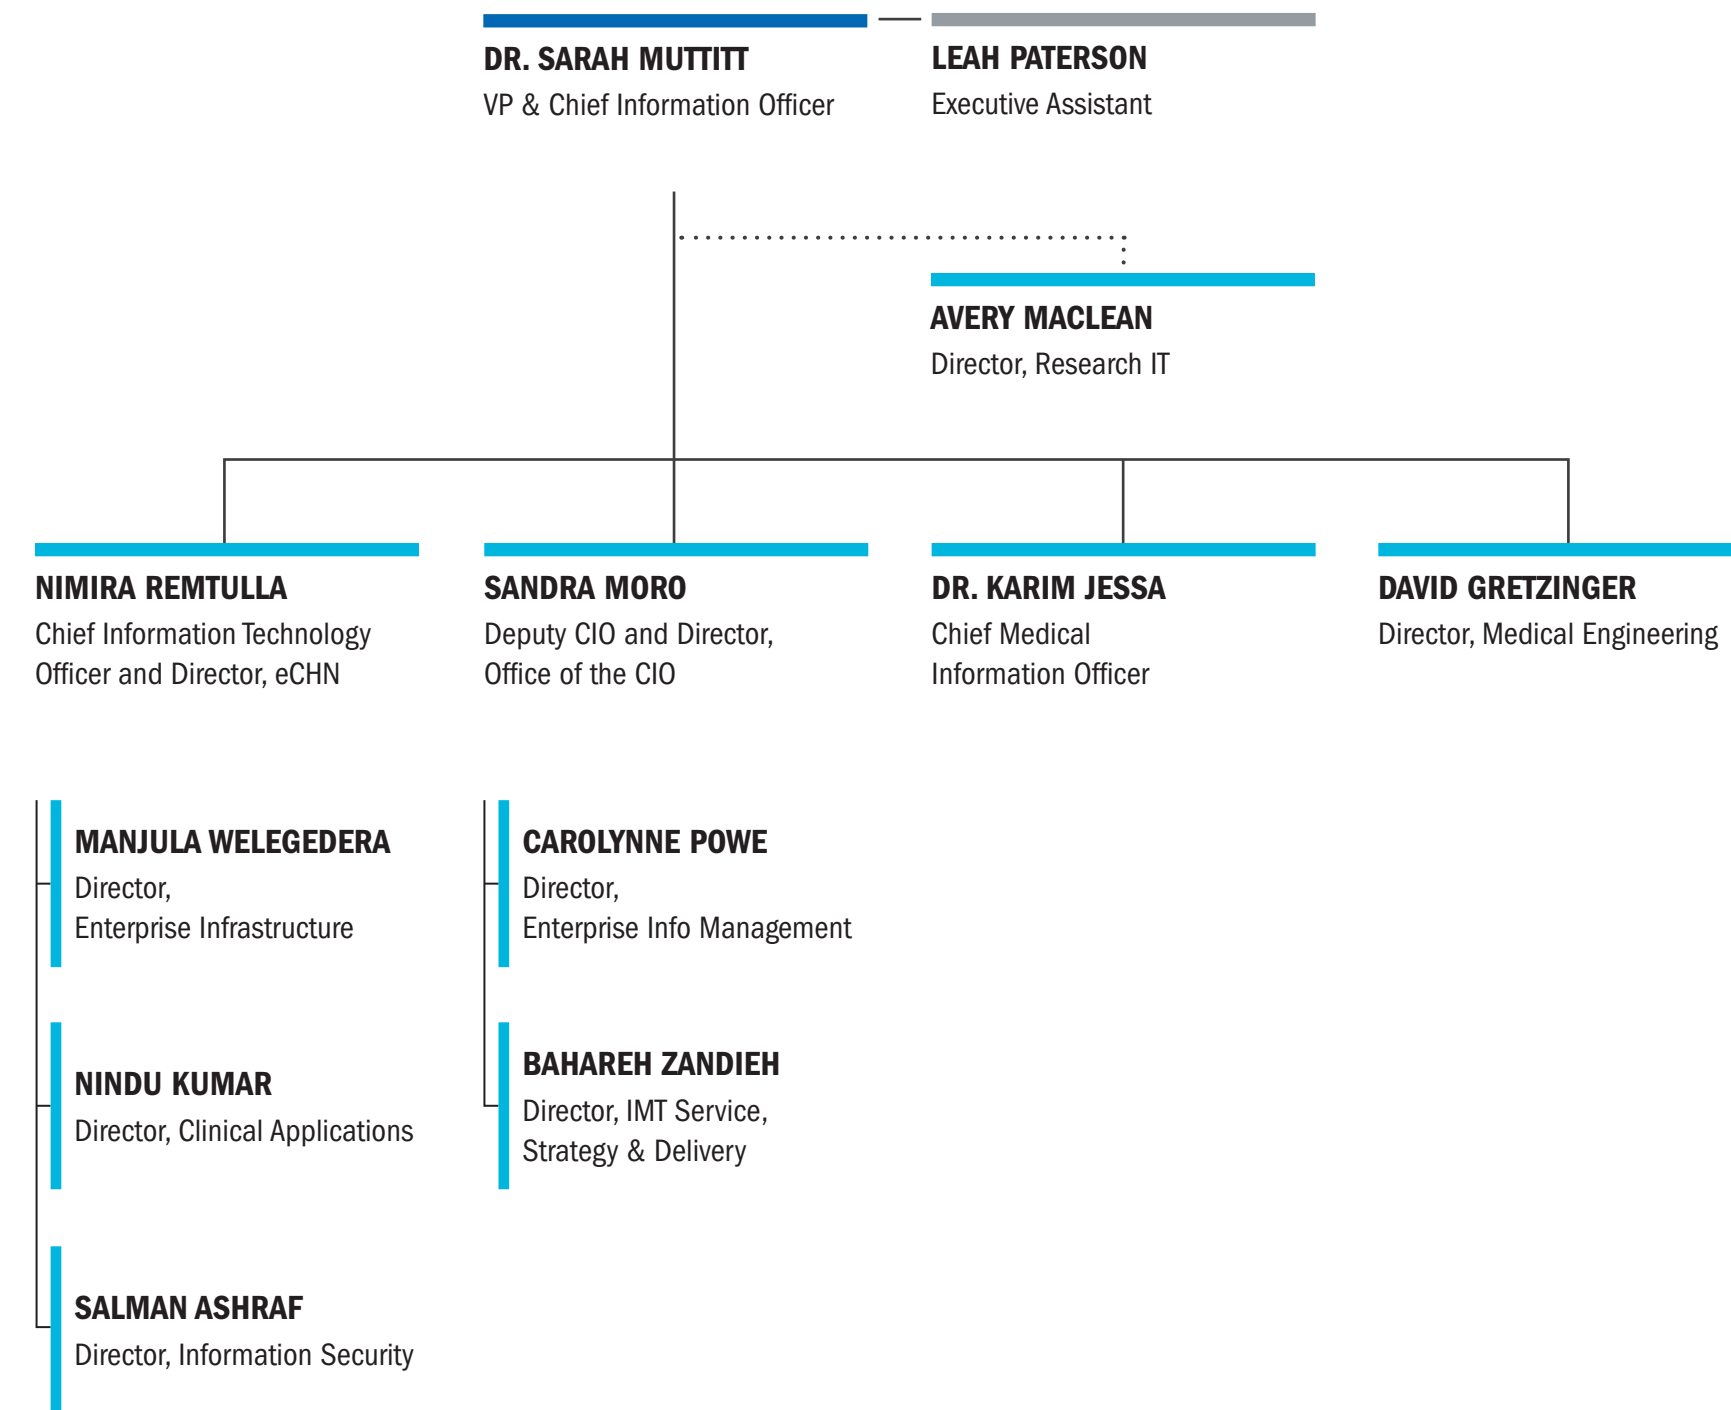 DR. SARAH MUTTITT
VP & Chief Information Officer
LEAH PATERSON
Executive Assistant
AVERY MACLEAN
Director, Research IT
NIMIRA REMTULLA
Chief Information Technology
Officer and Director, eCHN
SANDRA MORO
Deputy CIO and Director,
Office of the CIO
DR. KARIM JESSA
Chief Medical
Information Officer
DAVID GRETZINGER
Director, Medical Engineering
MANJULA WELEGEDERA
Director,
Enterprise Infrastructure
NINDU KUMAR
Director, Clinical Applications
SALMAN ASHRAF
Director, Information Security
CAROLYNNE POWE
Director,
Enterprise Info Management
BAHAREH ZANDIEH
Director, IMT Service,
Strategy & Delivery